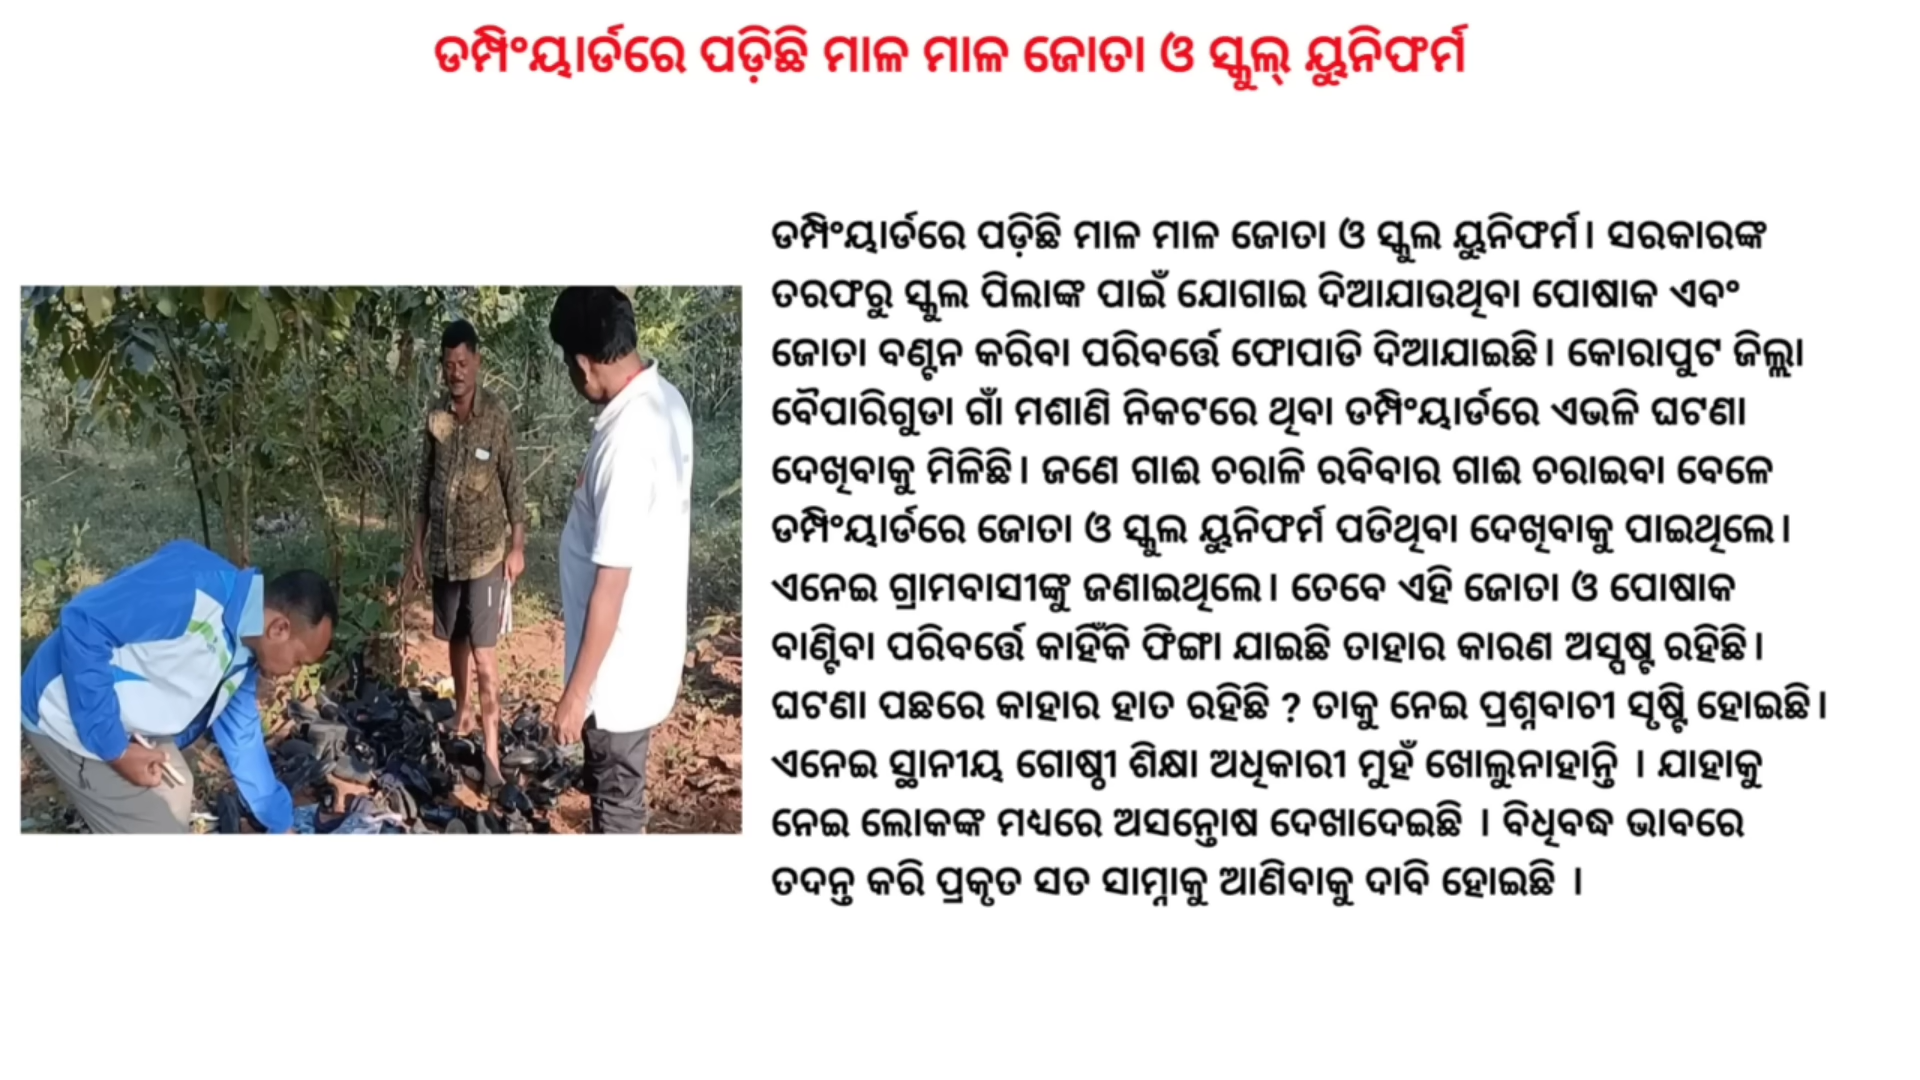 ଡମ୍ପିଂୟାର୍ଡରେ ପଡ଼ିଛି ମାଳ ମାଳ ଜୋତା ଓ ସ୍କୁଲ୍ ୟୁନିଫର୍ମ
ଡମ୍ପିଂୟାର୍ଡରେ ପଡ଼ିଛି ମାଳ ମାଳ ଜୋତା ଓ ସ୍କୁଲ ୟୁନିଫର୍ମ। ସରକାରଙ୍କ
ତରଫରୁ ସ୍କୁଲ ପିଲାଙ୍କ ପାଇଁ ଯୋଗାଇ ଦିଆଯାଉଥିବା ପୋଷାକ ଏବଂ
ଜୋତା ବଣ୍ଟନ କରିବା ପରିବର୍ତ୍ତେ ଫୋପାଡି ଦିଆଯାଇଛି। କୋରାପୁଟ ଜିଲ୍ଲା
ବୈପାରିଗୁଡା ଗାଁ ମଶାଣି ନିକଟରେ ଥିବା ଡମ୍ପିଂୟାର୍ଡରେ ଏଭଳି ଘଟଣା
ଦେଖିବାକୁ ମିଳିଛି। ଜଣେ ଗାଈ ଚରାଳି ରବିବାର ଗାଈ ଚରାଇବା ବେଳେ
ଡମ୍ପିଂୟାର୍ଡରେ ଜୋତା ଓ ସ୍କୁଲ ୟୁନିଫର୍ମ ପଡିଥିବା ଦେଖିବାକୁ ପାଇଥିଲେ।
ଏନେଇ ଗ୍ରାମବାସୀଙ୍କୁ ଜଣାଇଥିଲେ। ତେବେ ଏହି ଜୋତା ଓ ପୋଷାକ
ବାଣ୍ଟିବା ପରିବର୍ତ୍ତେ କାହିଁକି ଫିଙ୍ଗା ଯାଇଛି ତାହାର କାରଣ ଅସ୍ପଷ୍ଟ ରହିଛି।
ଘଟଣା ପଛରେ କାହାର ହାତ ରହିଛି ? ତାକୁ ନେଇ ପ୍ରଶ୍ନବାଚୀ ସୃଷ୍ଟି ହୋଇଛି।
ଏନେଇ ସ୍ଥାନୀୟ ଗୋଷ୍ଠୀ ଶିକ୍ଷା ଅଧିକାରୀ ମୁହଁ ଖୋଲୁନାହାନ୍ତି । ଯାହାକୁ
ନେଇ ଲୋକଙ୍କ ମଧ୍ୟରେ ଅସନ୍ତୋଷ ଦେଖାଦେଇଛି । ବିଧିବଦ୍ଧ ଭାବରେ
ତଦନ୍ତ କରି ପ୍ରକୃତ ସତ ସାମ୍ନାକୁ ଆଣିବାକୁ ଦାବି ହୋଇଛି ।